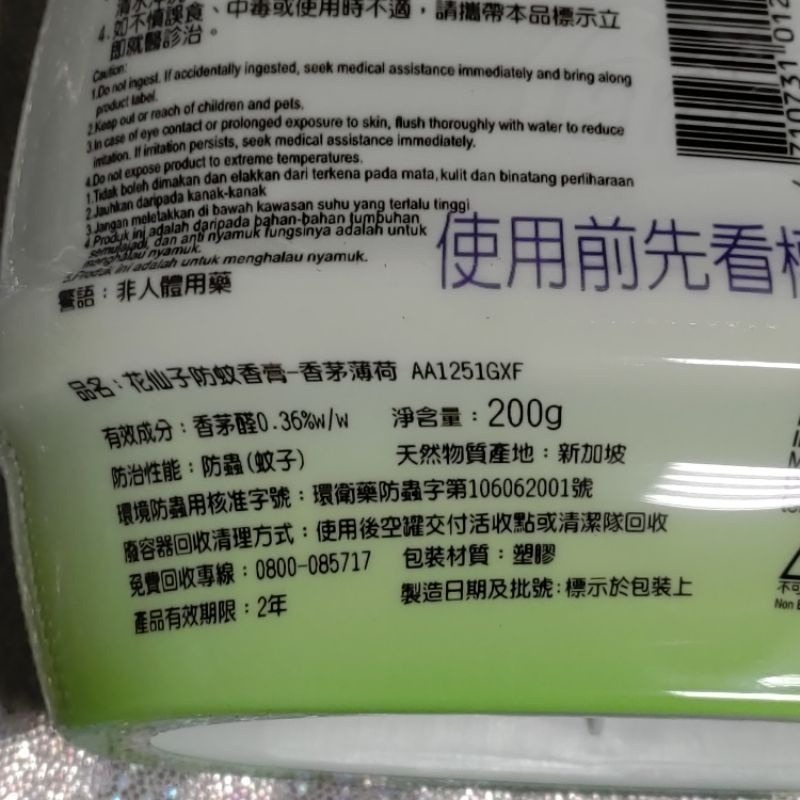 4.如不慎誤食、中毒或使用時不適，請攜帶本品標示立
即就醫診治。
Caution:
1.Do not ingest. If accidentally ingested, seek medical assistance immediately and bring along
product label.
2.Keep out or reach of children and pets.
3.In case of eye contact or prolonged exposure to skin, flush thoroughly with water to reduce
irritation. If irritation persists, seek medical assistance immediately.
4.Do not expose product to extreme temperatures.
1.Tidak boleh dimakan dan elakkan dari terkena pada mata,kulit dan binatang perliharaan
2.Jauhkan daripada kanak-kanak
3.Jangan meletakkan di bawah kawasan suhu yang terlalu tinggi
4.Produk ini adalah daripada bahan-bahan tumbuhan
semulajadi, dan anti nyamuk fungsinya adalah untuk
menghalau nyamuk.
5.Produk ini adalah untuk menghalau nyamuk.
警語：非人體用藥
使用前先看
710731 012
品名：花仙子防蚊香膏-香茅薄荷 AA1251GXF
有效成分：香茅醛0.36%w/w 淨含量：200g
防治性能：防蟲(蚊子) 天然物質產地：新加坡
環境防蟲用核准字號：環衛藥防蟲字第106062001號
廢容器回收清理方式：使用後空罐交付活收點或清潔隊回收
免費回收專線：0800-085717 包裝材質：塑膠
產品有效期限：2年 製造日期及批號：標示於包裝上
不可
Non